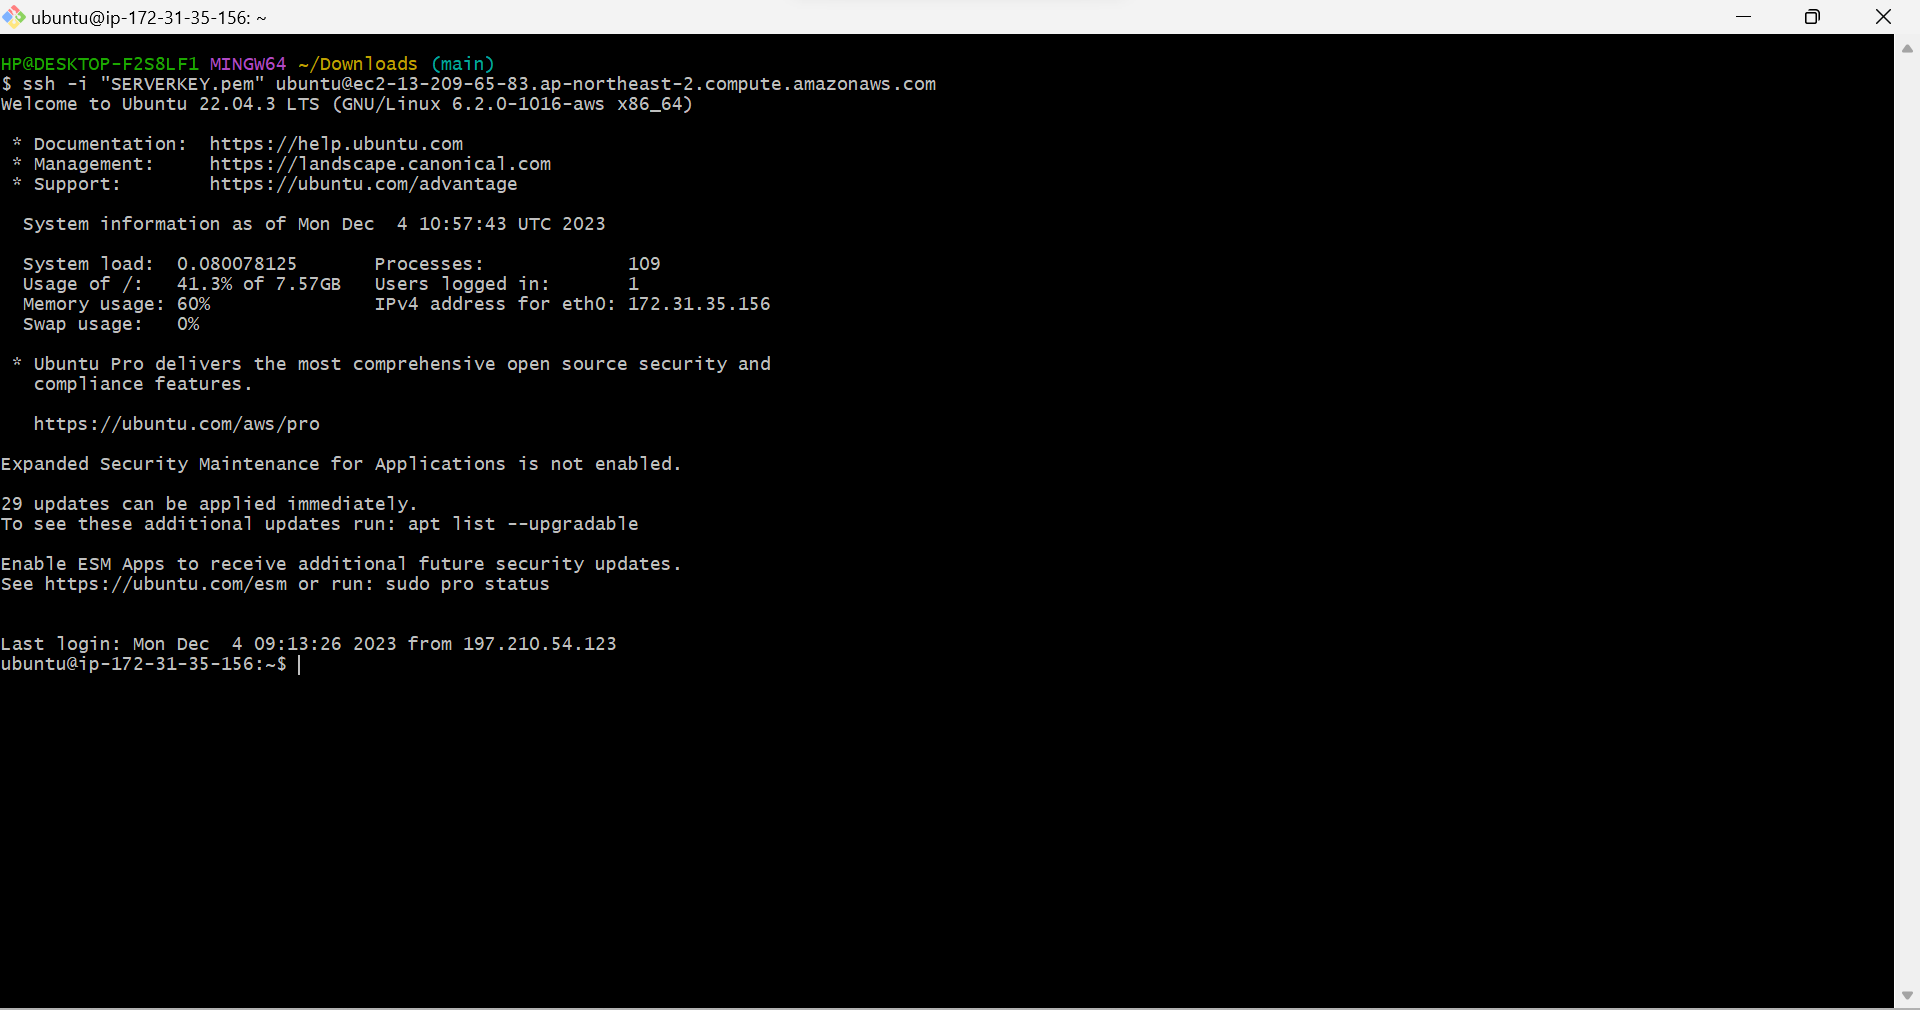 ubuntu@ip-172-31-35-156: ~
HP@DESKTOP-F2S8LF1 MINGW64 ~/Downloads (main)
$ ssh -i "SERVERKEY.pem" ubuntu@ec2-13-209-65-83.ap-northeast-2.compute.amazonaws.com
Welcome to Ubuntu 22.04.3 LTS (GNU/Linux 6.2.0-1016-aws x86_64)
* Documentation:  https://help.ubuntu.com
* Management:     https://landscape.canonical.com
* Support:        https://ubuntu.com/advantage
System information as of Mon Dec  4 10:57:43 UTC 2023
System load:  0.080078125       Processes:             109
Usage of /:   41.3% of 7.57GB   Users logged in:       1
Memory usage: 60%               IPv4 address for eth0: 172.31.35.156
Swap usage:   0%
* Ubuntu Pro delivers the most comprehensive open source security and
compliance features.
https://ubuntu.com/aws/pro
Expanded Security Maintenance for Applications is not enabled.
29 updates can be applied immediately.
To see these additional updates run: apt list --upgradable
Enable ESM Apps to receive additional future security updates.
See https://ubuntu.com/esm or run: sudo pro status
Last login: Mon Dec  4 09:13:26 2023 from 197.210.54.123
ubuntu@ip-172-31-35-156:~$